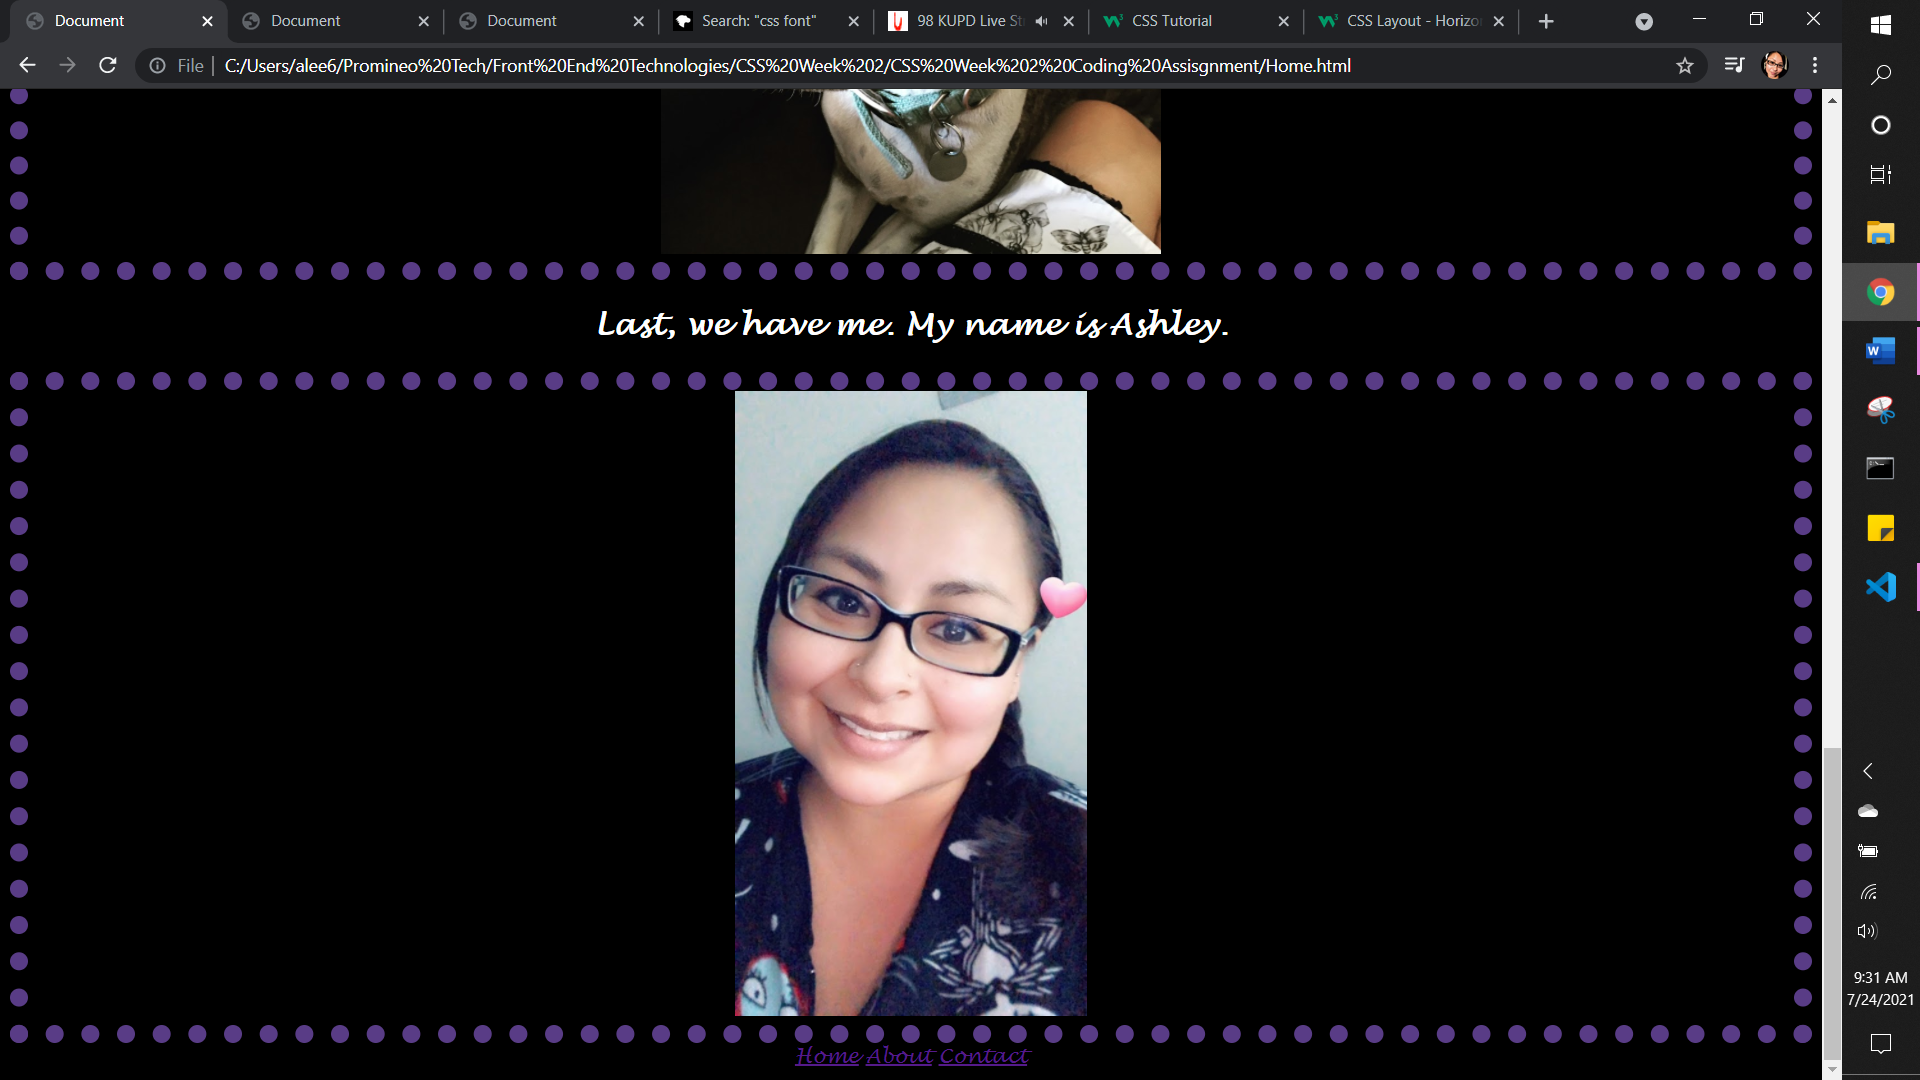 Document
Document
Document
Search: "css font"
98 KUPD Live St
CSS Tutorial
CSS Layout - Horizo
File
C:/Users/alee6/Promineo%20Tech/Front%20End%20Technologies/CSS%20Week%202/CSS%20Week%202%20Coding%20Assisgnment/Home.html
Last, we have me. My name is Ashley.
Home About Contact
9:31 AM
7/24/2021